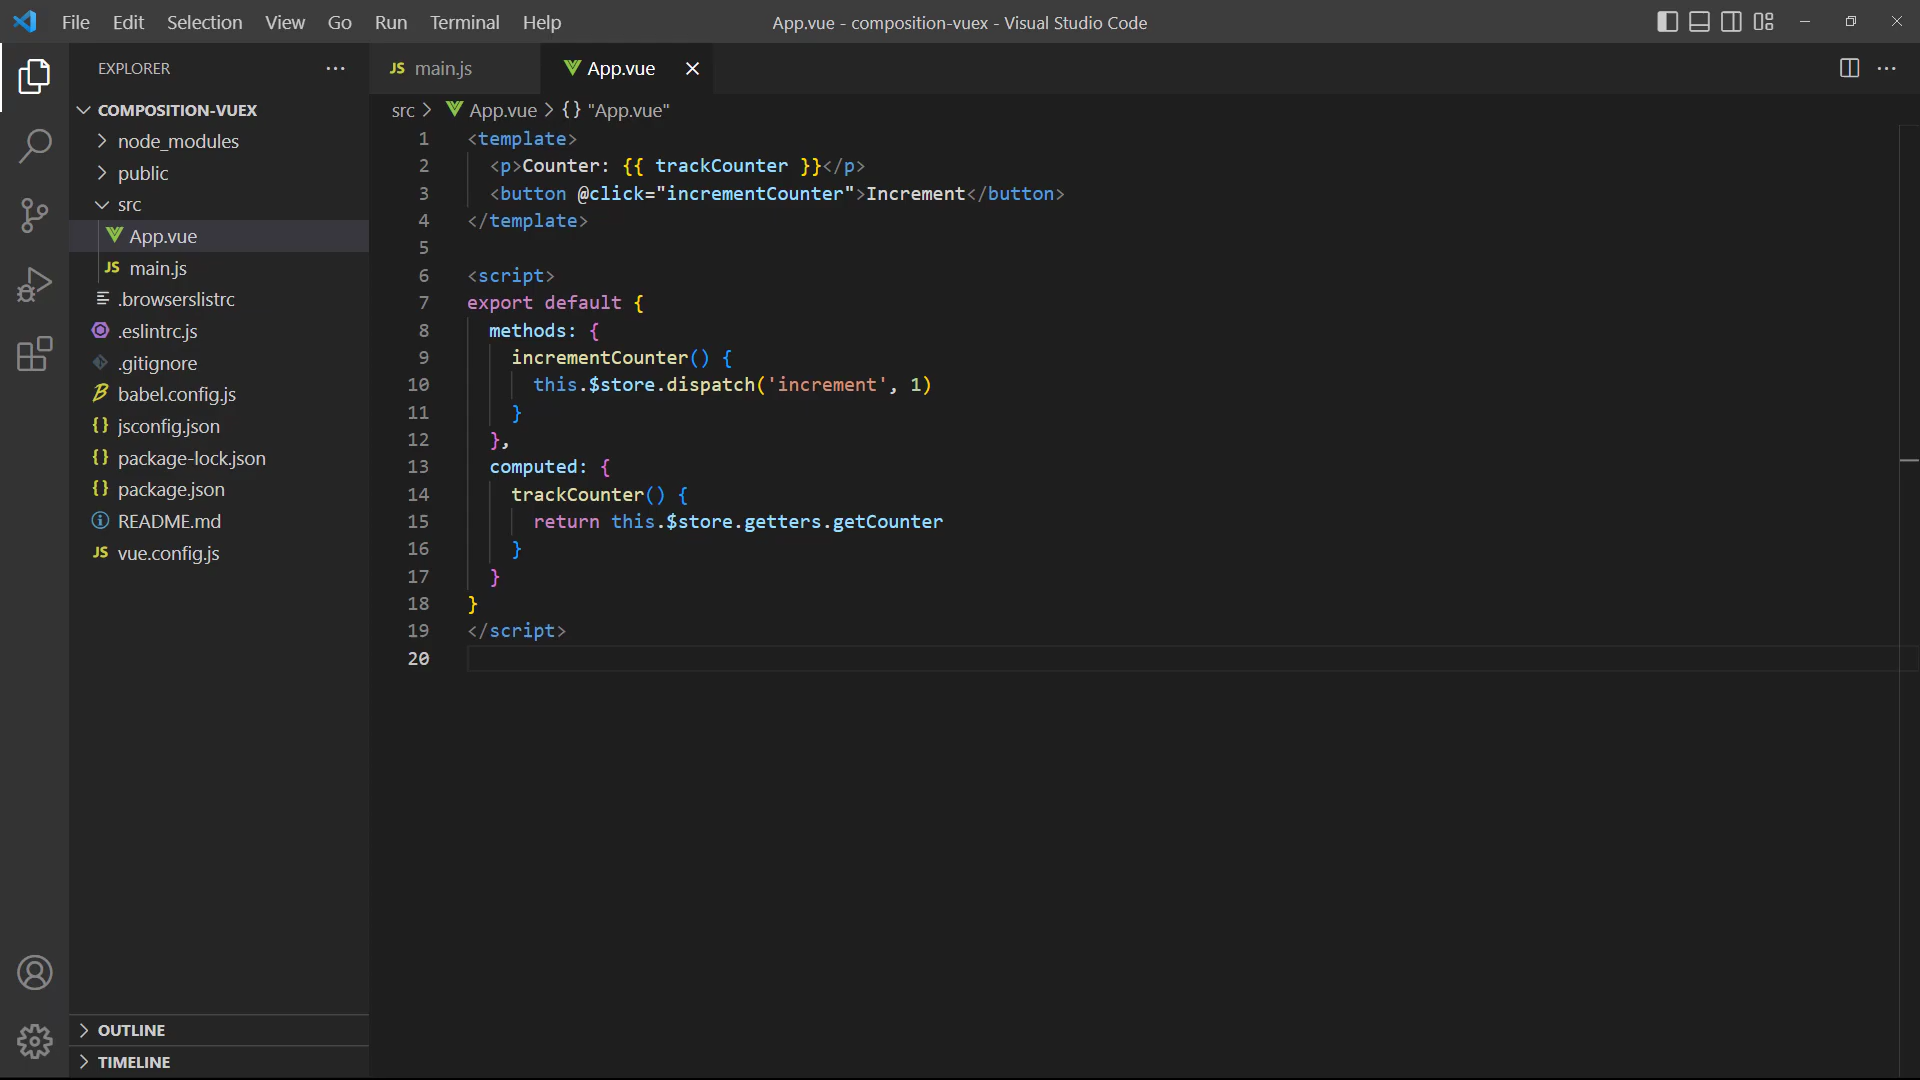 File Edit Selection View Go Run Terminal Help
App.vue - composition-vuex - Visual Studio Code
EXPLORER
COMPOSITION-VUEX
node_modules
public
src
App.vue
JS main.js
.browserslistrc
.eslintrc.js
.gitignore
babel.config.js
{} jsconfig.json
{} package-lock.json
{} package.json
README.md
JS vue.config.js
OUTLINE
TIMELINE
JS main.js
App.vue
src > App.vue > {} "App.vue"
1 <template>
2 <p>Counter: {{ trackCounter }}</p>
3 <button @click="incrementCounter">Increment</button>
4 </template>
5
6 <script>
7 export default {
8 methods: {
9 incrementCounter() {
10 this.$store.dispatch('increment', 1)
11 }
12 },
13 computed: {
14 trackCounter() {
15 return this.$store.getters.getCounter
16 }
17 }
18 }
19 </script>
20